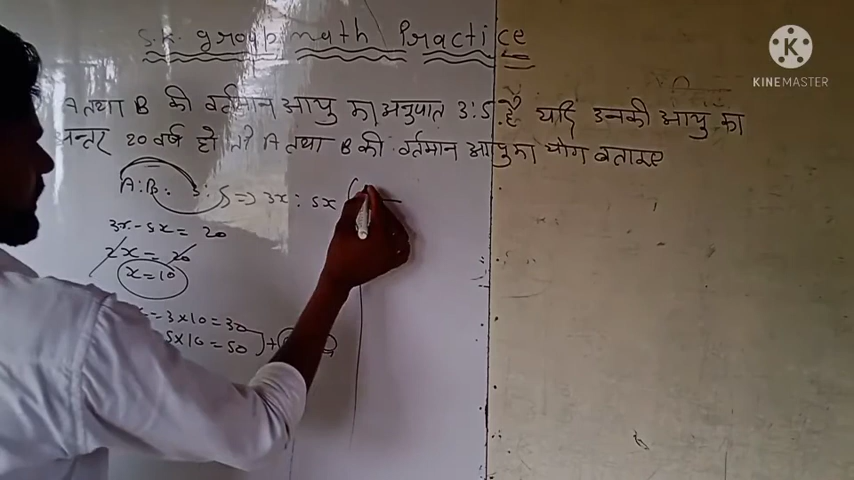 S.K. group math Practice
K
KINEMASTER
A तथा B की वर्तमान आयु का अनुपात 3:5 है यदि उनकी आयु का
अन्तर 20 वर्ष हो तो A तथा B की वर्तमान आयु का योग बताइए
A:B. 3:5 => 3x : 5x
3x-5x = 20
2x = 20
x=10
= 3x10=30
5x10=50 ) +